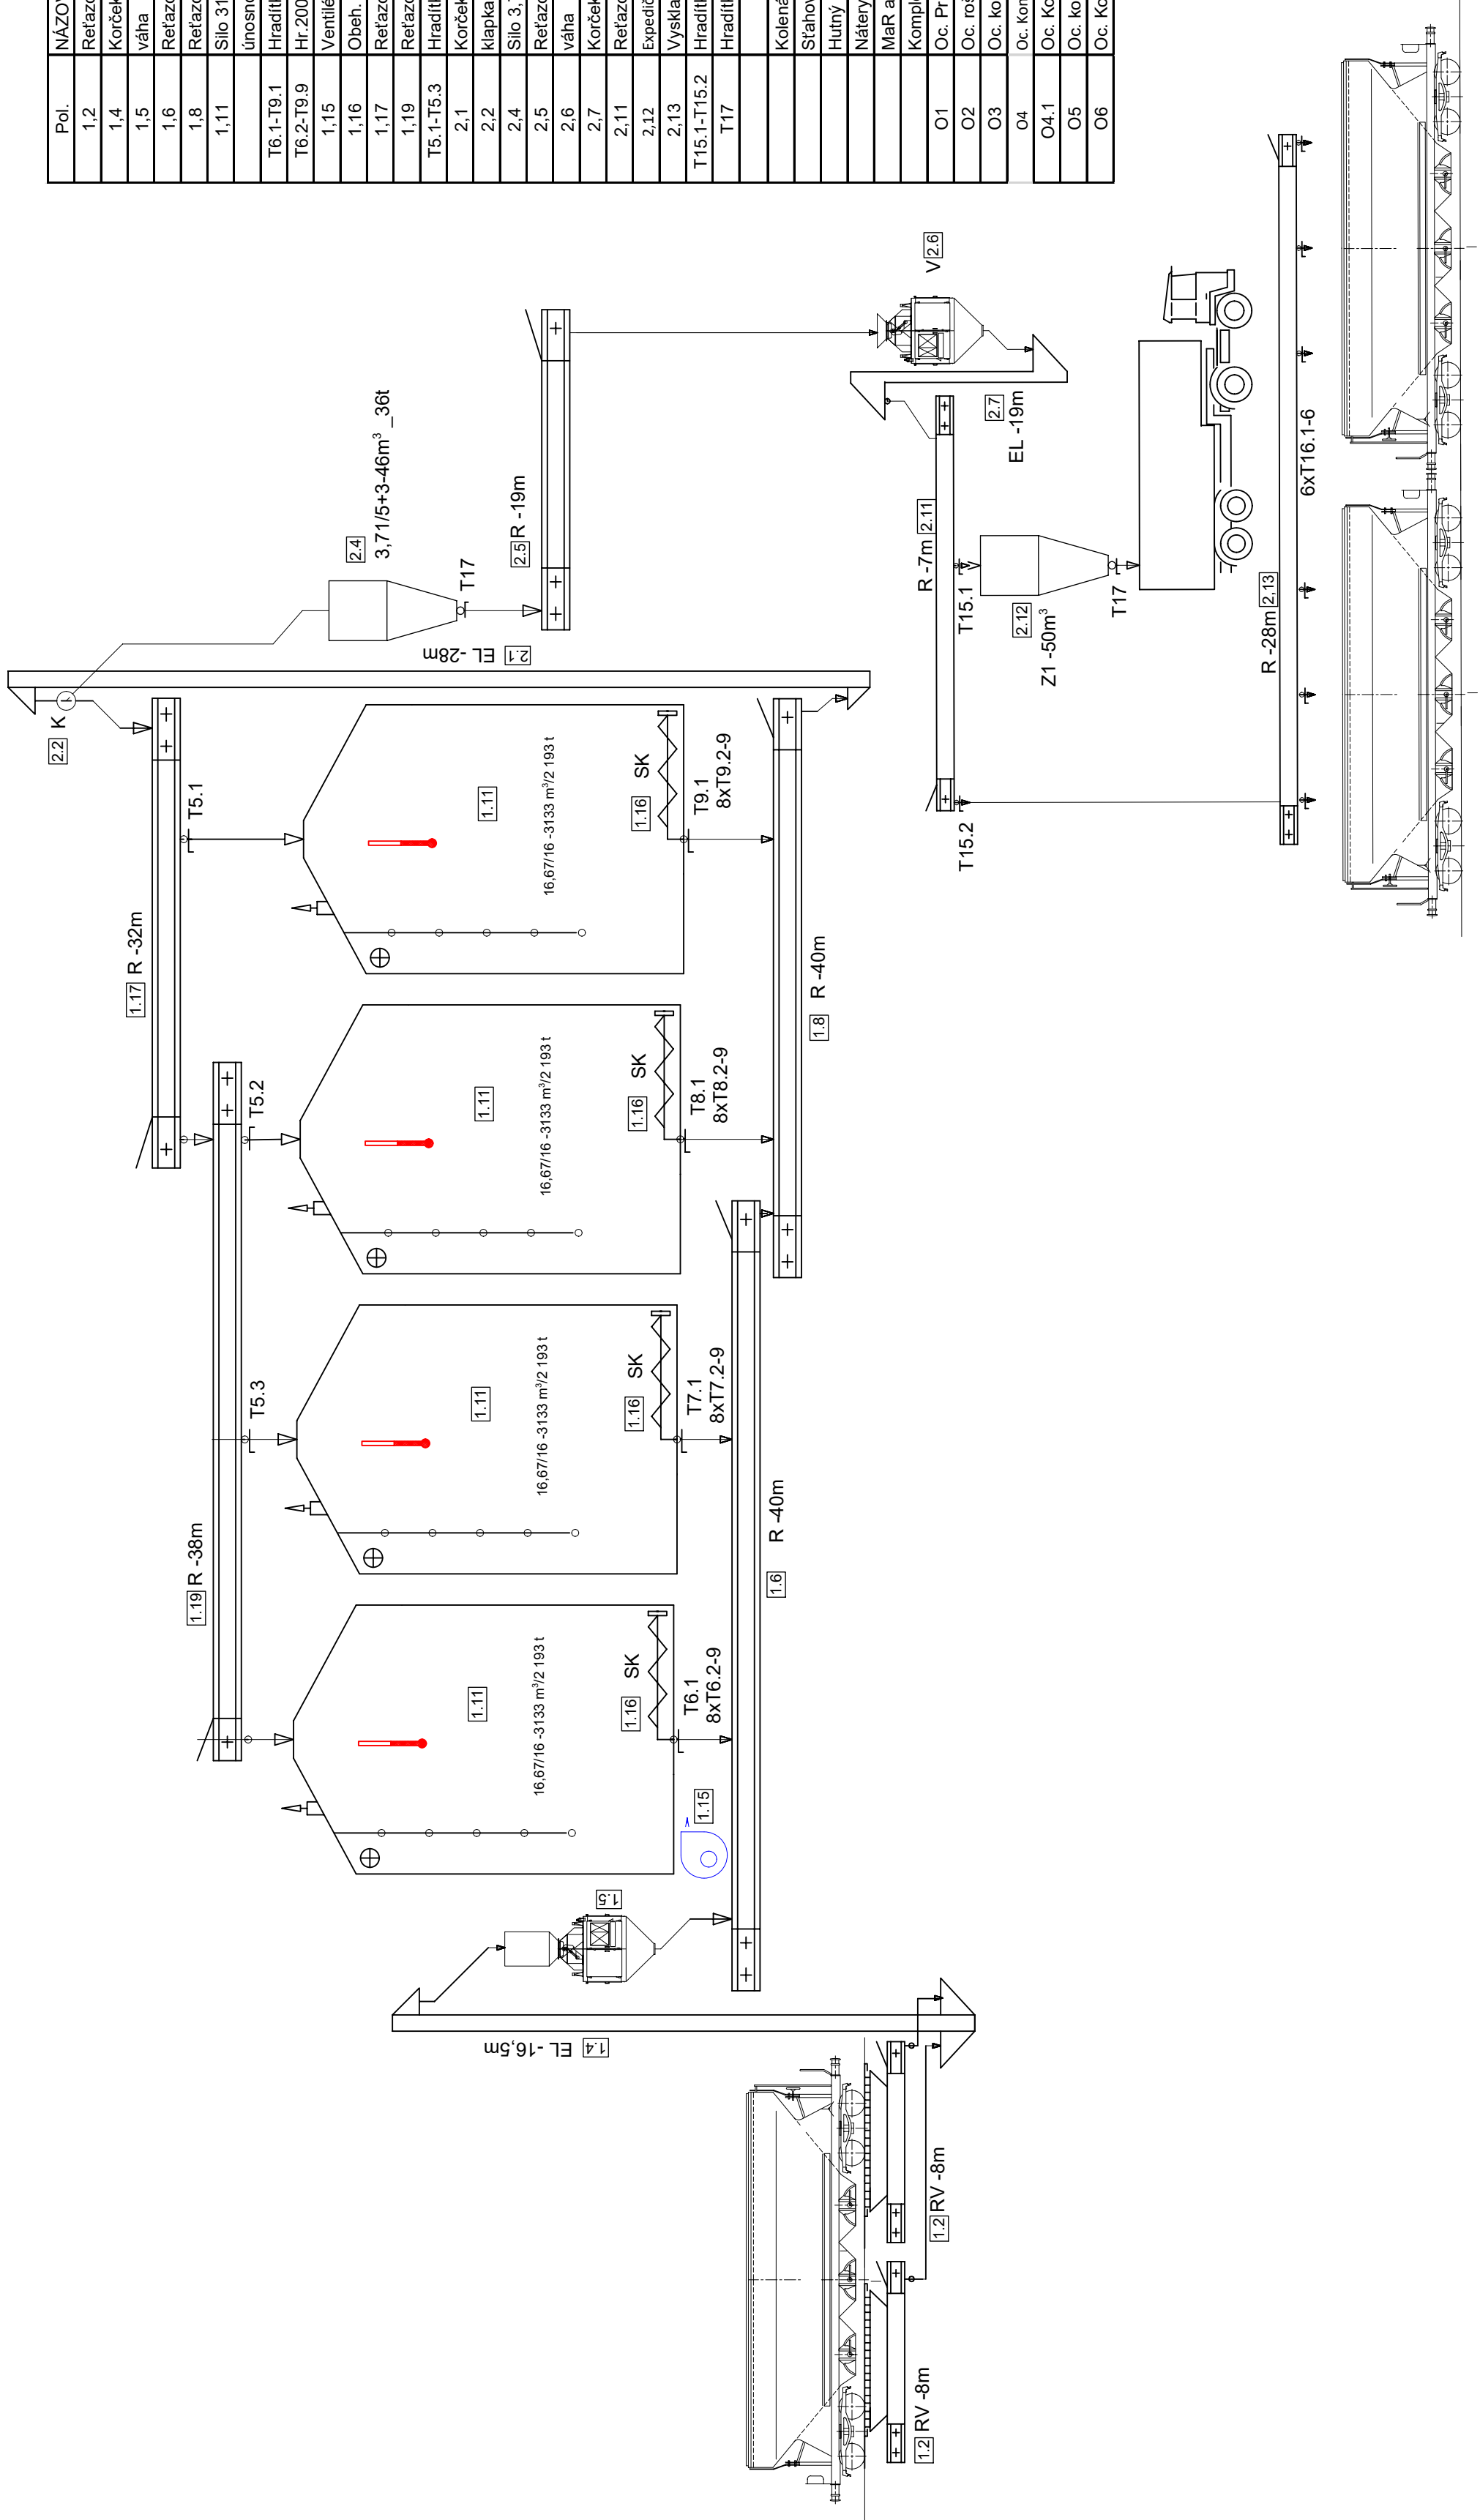 Pol. NÁZOV
1,2 Reťazo
1,4 Korček
1,5 váha
1,6 Reťazo
1,8 Reťazo
1,11 Silo 31
únosno
T6.1-T9.1 Hradítk
T6.2-T9.9 Hr.200
1,15 Ventilé
1,16 Obeh.
1,17 Reťazo
1,19 Reťazo
T5.1-T5.3 Hradítk
2,1 Korček
2,2 klapka
2,4 Silo 3,7
2,5 Reťazo
2,6 váha
2,7 Korček
2,11 Reťazo
2,12 Expedič
2,13 Vyskla
T15.1-T15.2 Hradítk
T17 Hradítk
Kolená
Sťahov
Hutný
Nátery
MaR a
Komple
O1 Oc. Pr
O2 Oc. roš
O3 Oc. ko
O4 Oc. Kon
O4.1 Oc. Ko
O5 Oc. ko
O6 Oc. Ko
2.2 K
2.1 EL -28m
1.17 R -32m
T5.1
1.19 R -38m
T5.2
T5.3
2.4
3,71/5+3-46m³ _36t
T17
2.5 R -19m
V 2.6
2.7
EL -19m
R -7m 2.11
T15.1
T15.2
2.12
Z1 -50m³
T17
R -28m 2,13
6xT16.1-6
1.11
16,67/16 -3133 m³/2 193 t
1.16 SK
T6.1
8xT6.2-9
1.11
16,67/16 -3133 m³/2 193 t
1.16 SK
T7.1
8xT7.2-9
1.11
16,67/16 -3133 m³/2 193 t
1.16 SK
T8.1
8xT8.2-9
1.11
16,67/16 -3133 m³/2 193 t
1.16 SK
T9.1
8xT9.2-9
1.15
1.6 R -40m
1.8 R -40m
1.5
1.4 EL -16,5m
1.2 RV -8m
1.2 RV -8m